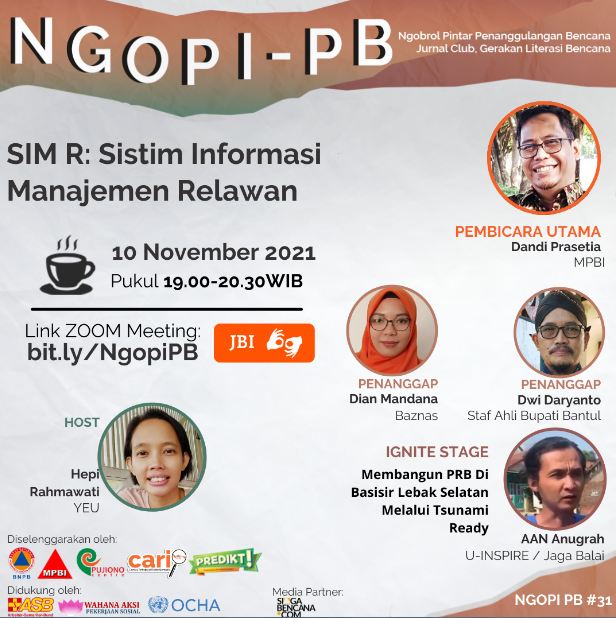 NGOPI-PB
Ngobrol Pintar Penanggulangan Bencana
Jurnal Club, Gerakan Literasi Bencana
SIM R: Sistim Informasi
Manajemen Relawan
10 November 2021
Pukul 19.00-20.30WIB
Link ZOOM Meeting:
bit.ly/NgopiPB
JBI
PEMBICARA UTAMA
Dandi Prasetia
MPBI
PENANGGAP
Dian Mandana
Baznas
PENANGGAP
Dwi Daryanto
Staf Ahli Bupati Bantul
HOST
Hepi
Rahmawati
YEU
IGNITE STAGE
Membangun PRB Di
Basisir Lebak Selatan
Melalui Tsunami
Ready
AAN Anugrah
U-INSPIRE / Jaga Balai
Diselenggarakan oleh:
BNPB
MPBI
PUJIONO
Centre
cari
PREDIKT!
Didukung oleh:
ASB
Arbeiter-Samariter-Bund
WAHANA AKSI
PEKERJAAN SOSIAL
OCHA
Media Partner:
SIAGA
BENCANA
.COM
NGOPI PB #31